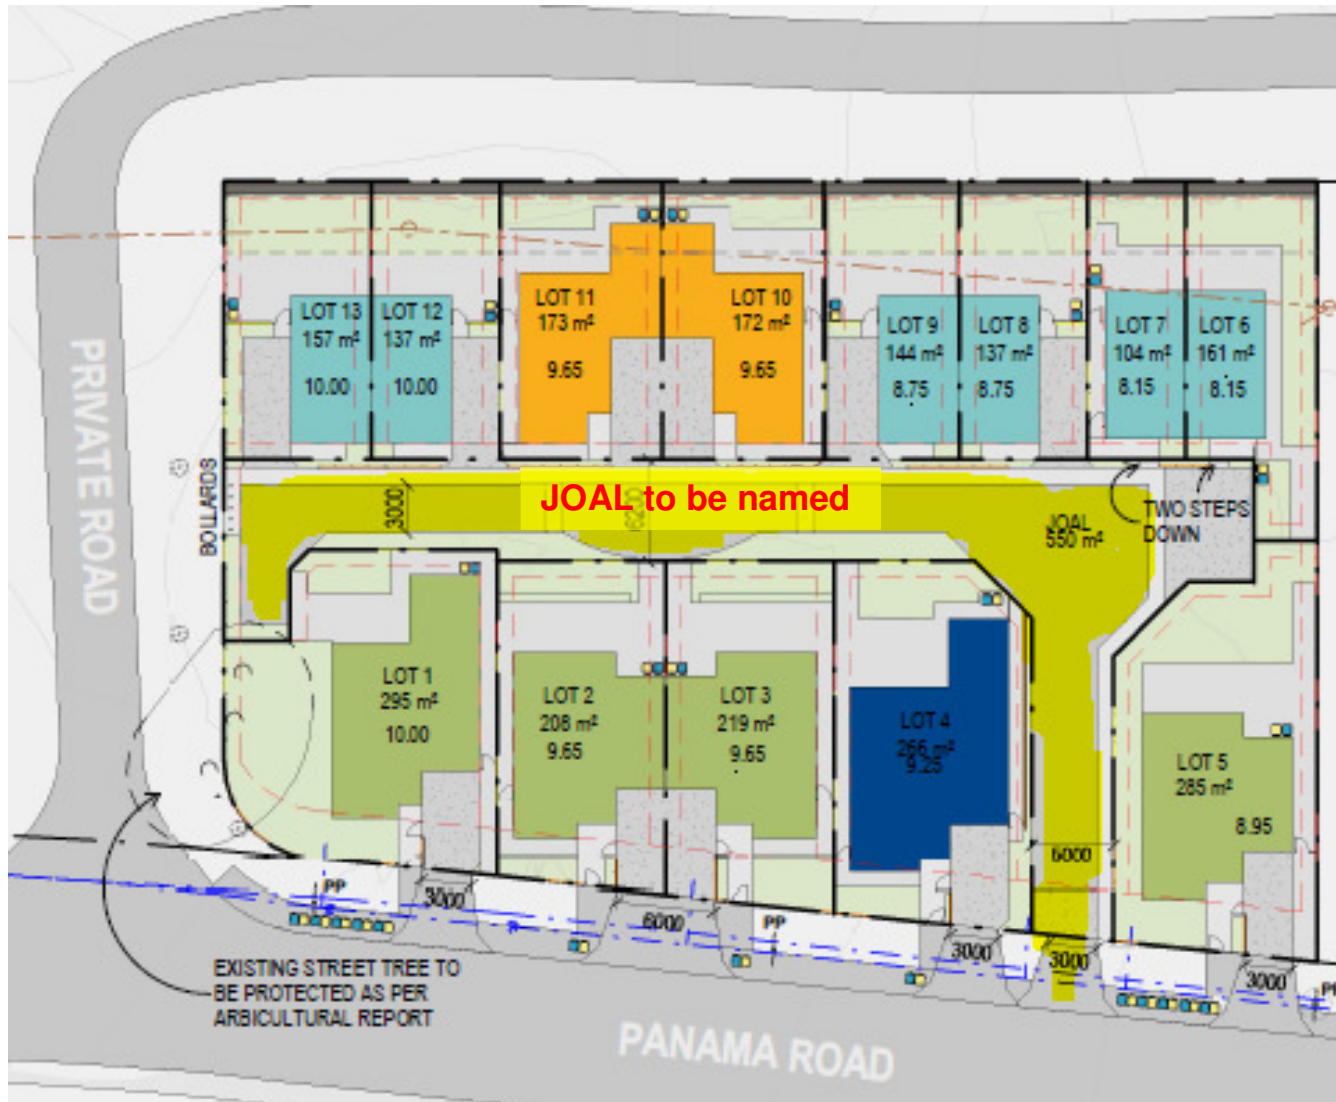 LOT 13
157 m²
10.00
LOT 12
137 m²
10.00
LOT 11
173 m²
9.65
LOT 10
172 m²
9.65
LOT 9
144 m²
8.75
LOT 8
137 m²
8.75
LOT 7
104 m²
8.15
LOT 6
161 m²
8.15
PRIVATE ROAD
BOLLARDS
3000
JOAL to be named
6200
JOAL
550 m²
TWO STEPS
DOWN
LOT 1
295 m²
10.00
LOT 2
208 m²
9.65
LOT 3
219 m²
9.65
LOT 4
266 m²
9.25
LOT 5
285 m²
8.95
6000
PP
3000
6000
PP
3000
3000
3000
PP
EXISTING STREET TREE TO
BE PROTECTED AS PER
ARBICULTURAL REPORT
PANAMA ROAD